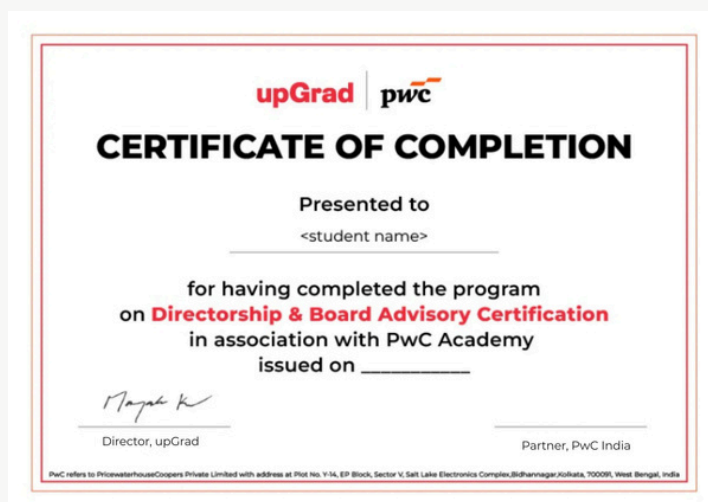 upGrad pwc
CERTIFICATE OF COMPLETION
Presented to
<student name>
for having completed the program
on Directorship & Board Advisory Certification
in association with PwC Academy
issued on ___________
Director, upGrad
Partner, PwC India
PwC refers to PricewaterhouseCoopers Private Limited with address at Plot No. Y-14, EP Block, Sector V, Salt Lake Electronics Complex,Bidhannagar,Kolkata, 700091, West Bengal, India